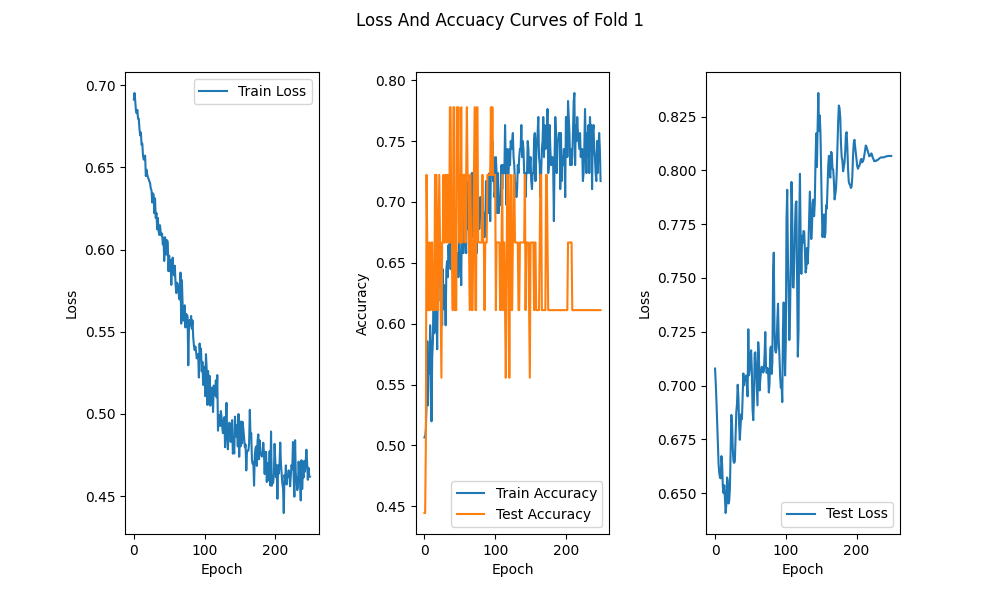 Loss And Accuacy Curves of Fold 1
0.70
0.65
0.60
0.55
0.50
0.45
Loss
0 100 200
Epoch
Train Loss
0.80
0.75
0.70
0.65
0.60
0.55
0.50
0.45
Accuracy
0 100 200
Epoch
Train Accuracy
Test Accuracy
0.825
0.800
0.775
0.750
0.725
0.700
0.675
0.650
Loss
0 100 200
Epoch
Test Loss